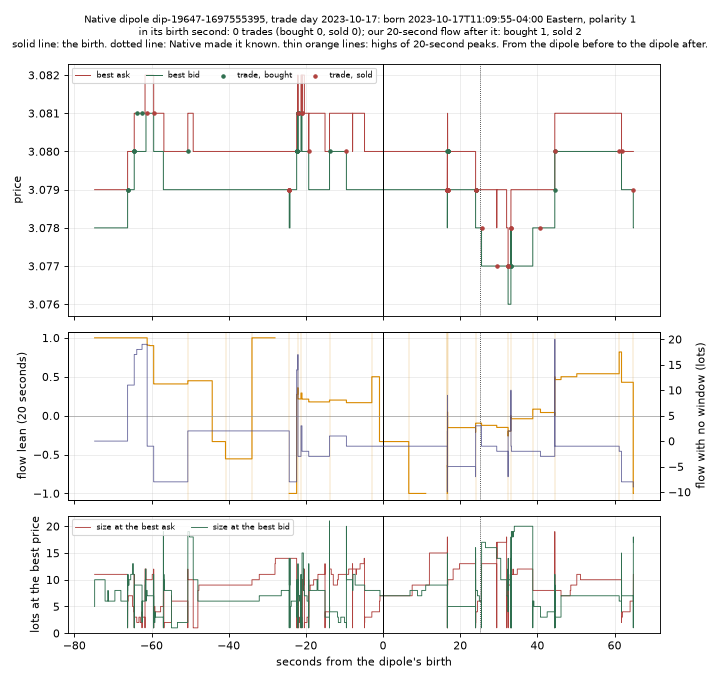 Native dipole dip-19647-1697555395, trade day 2023-10-17: born 2023-10-17T11:09:55-04:00 Eastern, polarity 1
in its birth second: 0 trades (bought 0, sold 0); our 20-second flow after it: bought 1, sold 2
solid line: the birth. dotted line: Native made it known. thin orange lines: highs of 20-second peaks. From the dipole before to the dipole after.
best ask
best bid
trade, bought
trade, sold
3.082
3.081
3.080
3.079
3.078
3.077
3.076
price
1.0
0.5
0.0
−0.5
−1.0
flow lean (20 seconds)
20
15
10
5
0
−5
−10
flow with no window (lots)
size at the best ask
size at the best bid
20
15
10
5
0
lots at the best price
−80
−60
−40
−20
0
20
40
60
seconds from the dipole's birth